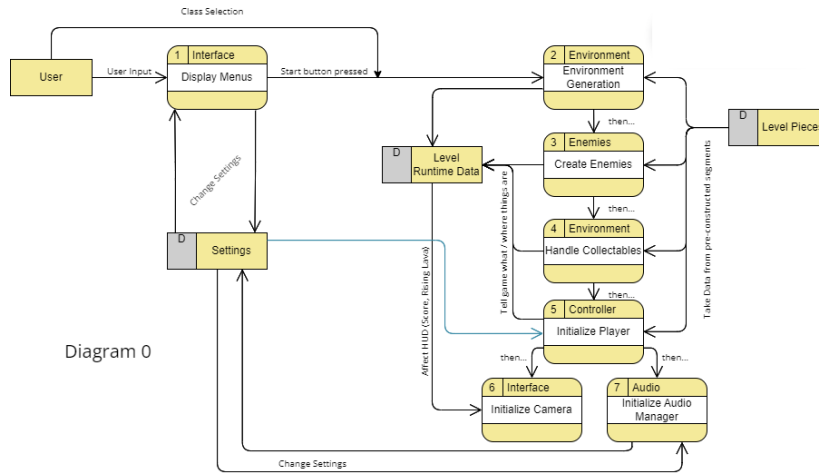 Class Selection
User
User Input
1 Interface
Display Menus
Start button pressed
2 Environment
Environment
Generation
then...
D
Level Pieces
D
Level
Runtime Data
3 Enemies
Create Enemies
then...
Change Settings
D
Settings
4 Environment
Handle Collectables
then...
Tell game what / where things are
Take Data from pre-constructed segments
Affect HUD (Score, Rising Lava)
5 Controller
Initialize Player
then...
then...
Diagram 0
6 Interface
Initialize Camera
7 Audio
Initialize Audio
Manager
Change Settings